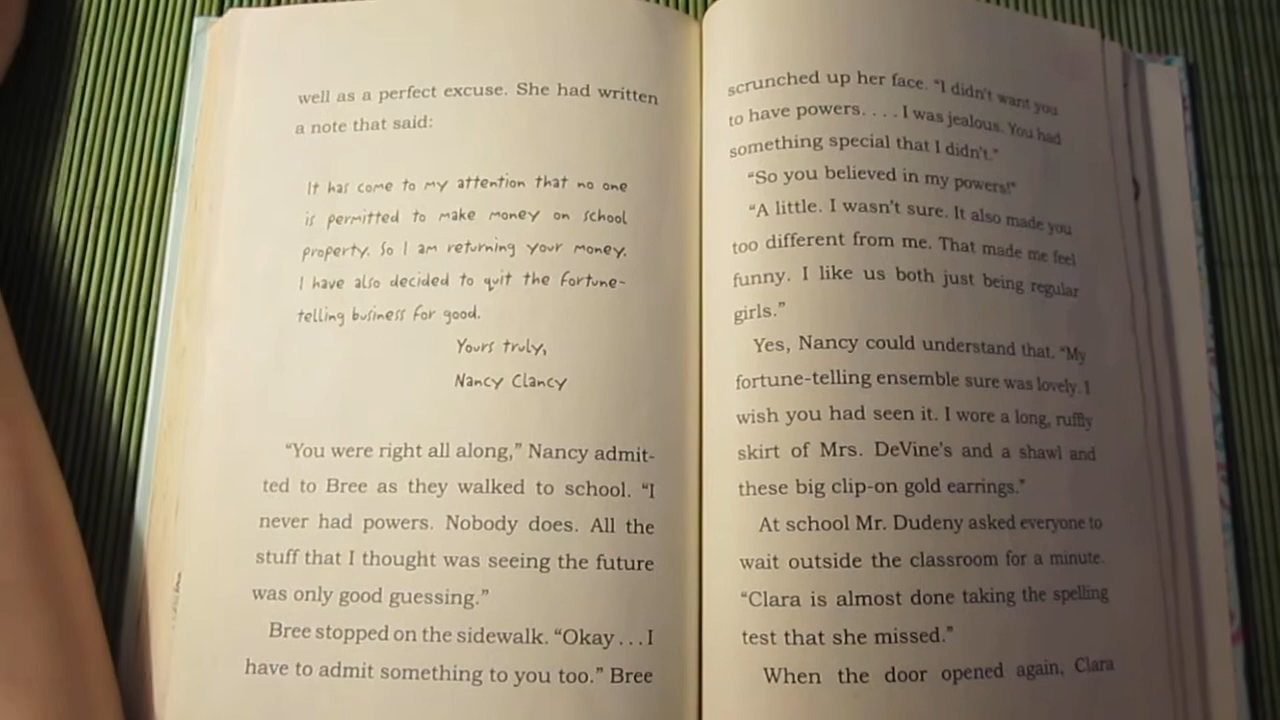 well as a perfect excuse. She had written
a note that said:
It has come to my attention that no one
is permitted to make money on school
property. So I am returning your money.
I have also decided to quit the fortune-
telling business for good.
Yours truly,
Nancy Clancy
“You were right all along,” Nancy admit-
ted to Bree as they walked to school. “I
never had powers. Nobody does. All the
stuff that I thought was seeing the future
was only good guessing.”
Bree stopped on the sidewalk. “Okay . . . I
have to admit something to you too.” Bree
scrunched up her face. “I didn’t want you
to have powers. . . . I was jealous. You had
something special that I didn’t.”
“So you believed in my powers!”
“A little. I wasn’t sure. It also made you
too different from me. That made me feel
funny. I like us both just being regular
girls.”
Yes, Nancy could understand that. “My
fortune-telling ensemble sure was lovely. I
wish you had seen it. I wore a long, ruffly
skirt of Mrs. DeVine’s and a shawl and
these big clip-on gold earrings.”
At school Mr. Dudeny asked everyone to
wait outside the classroom for a minute.
“Clara is almost done taking the spelling
test that she missed.”
When the door opened again, Clara